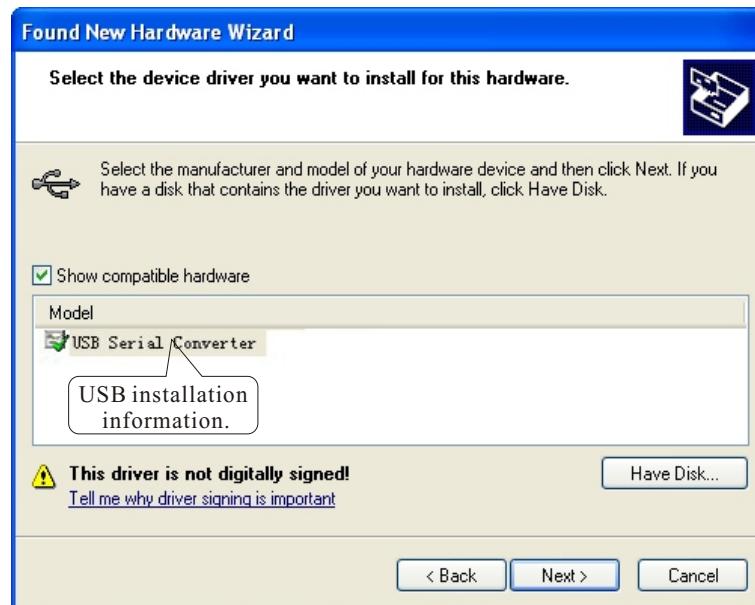 Found New Hardware Wizard
Select the device driver you want to install for this hardware.
Select the manufacturer and model of your hardware device and then click Next. If you
have a disk that contains the driver you want to install, click Have Disk.
Show compatible hardware
Model
USB Serial Converter
USB installation
information.
This driver is not digitally signed!
Have Disk...
Tell me why driver signing is important
< Back
Next >
Cancel